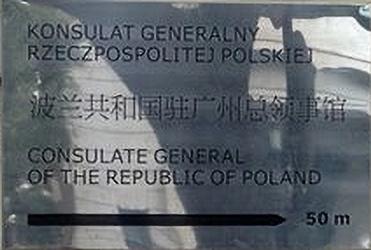 KONSULAT GENERALNY
RZECZPOSPOLITEJ POLSKIEJ
波兰共和国驻广州总领事馆
CONSULATE GENERAL
OF THE REPUBLIC OF POLAND
50 m